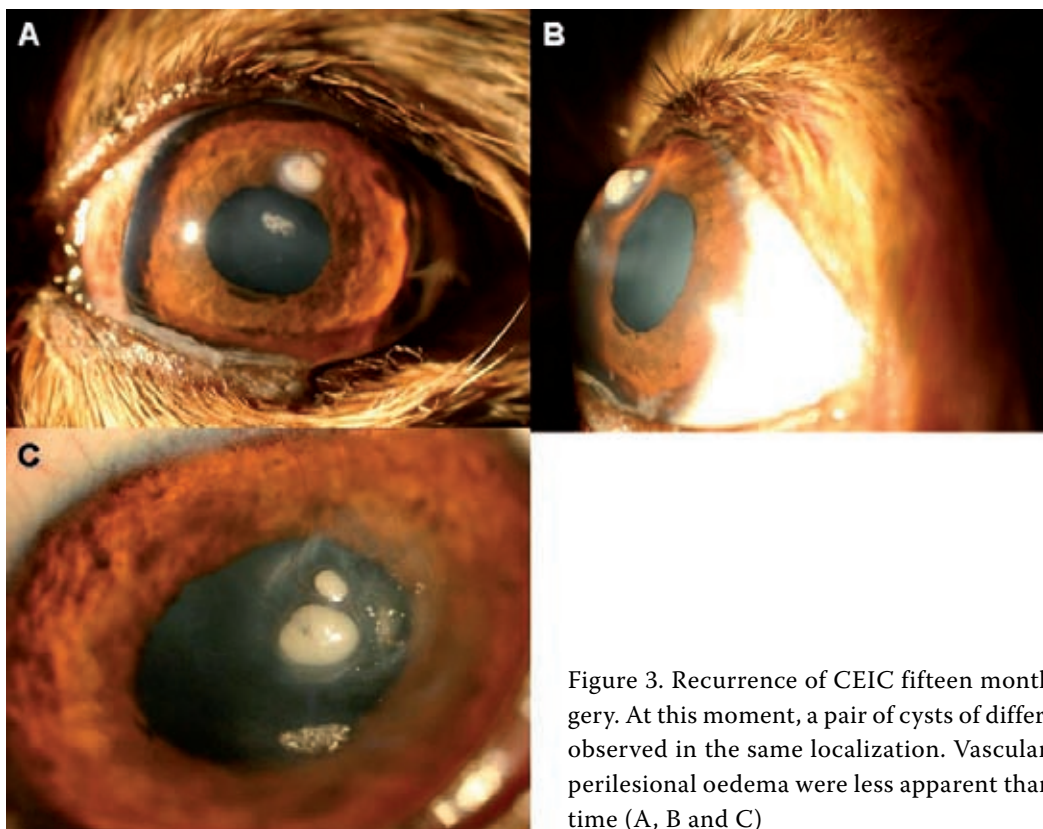 A
B
C
Figure 3. Recurrence of CEIC fifteen month
gery. At this moment, a pair of cysts of differ
observed in the same localization. Vascular
perilesional oedema were less apparent than
time (A, B and C)